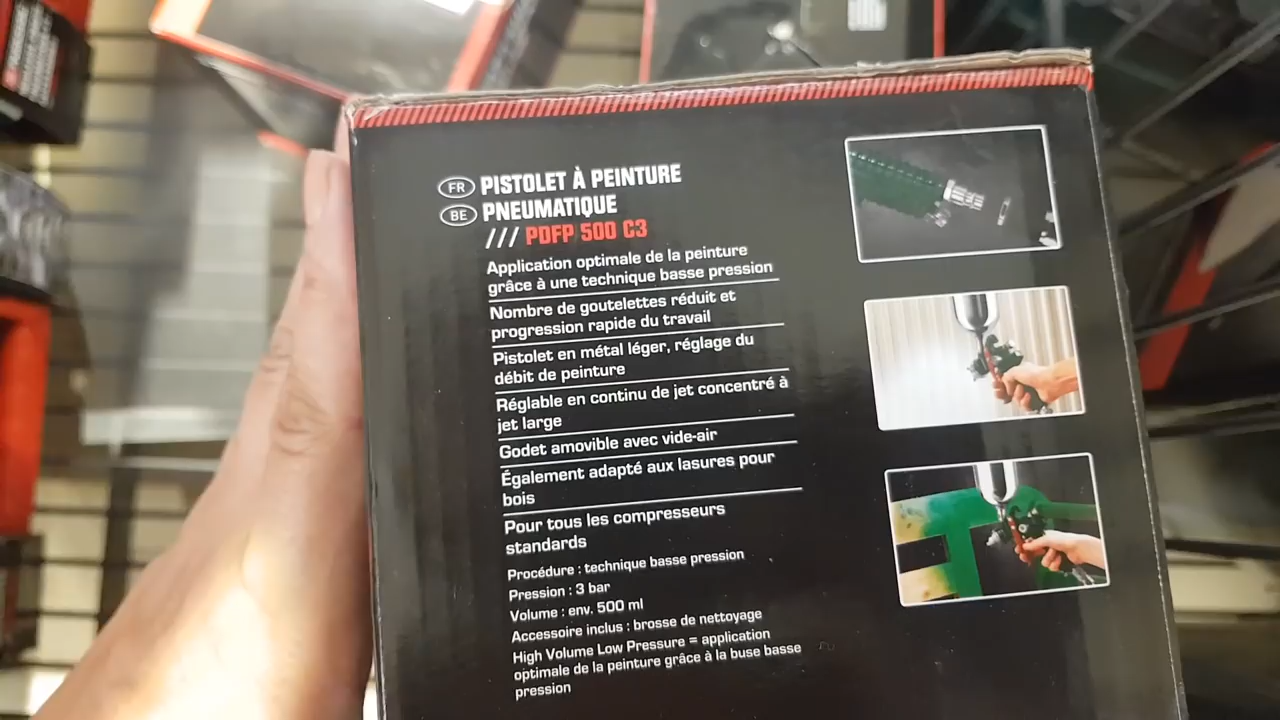 FR PISTOLET À PEINTURE
BE PNEUMATIQUE
/// PDFP 500 C3
Application optimale de la peinture
grâce à une technique basse pression
Nombre de goutelettes réduit et
progression rapide du travail
Pistolet en métal léger, réglage du
débit de peinture
Réglable en continu de jet concentré à
jet large
Godet amovible avec vide-air
Également adapté aux lasures pour
bois
Pour tous les compresseurs
standards
Procédure : technique basse pression
Pression : 3 bar
Volume : env. 500 ml
Accessoire inclus : brosse de nettoyage
High Volume Low Pressure = application
optimale de la peinture grâce à la buse basse
pression